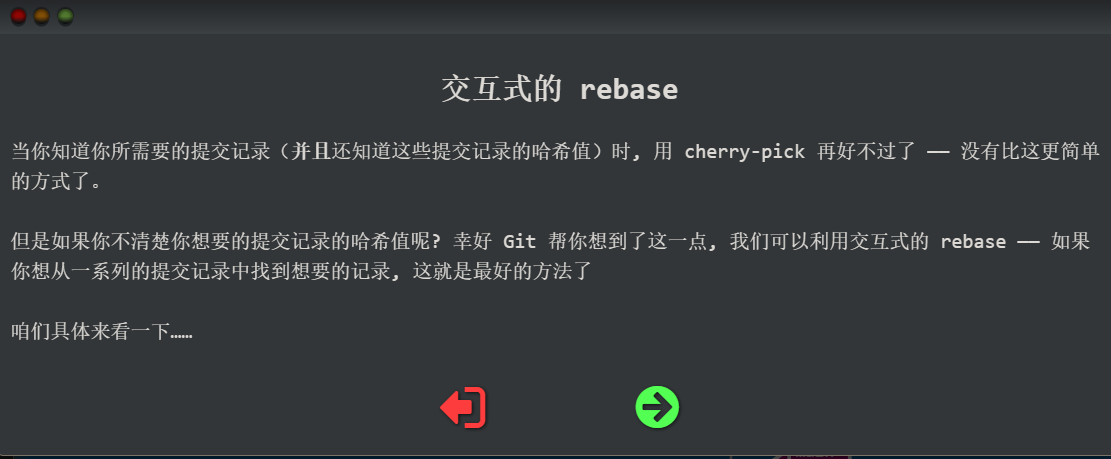 交互式的 rebase
当你知道你所需要的提交记录（并且还知道这些提交记录的哈希值）时, 用 cherry-pick 再好不过了 —— 没有比这更简单
的方式了。
但是如果你不清楚你想要的提交记录的哈希值呢? 幸好 Git 帮你想到了这一点, 我们可以利用交互式的 rebase —— 如果
你想从一系列的提交记录中找到想要的记录, 这就是最好的方法了
咱们具体来看一下……